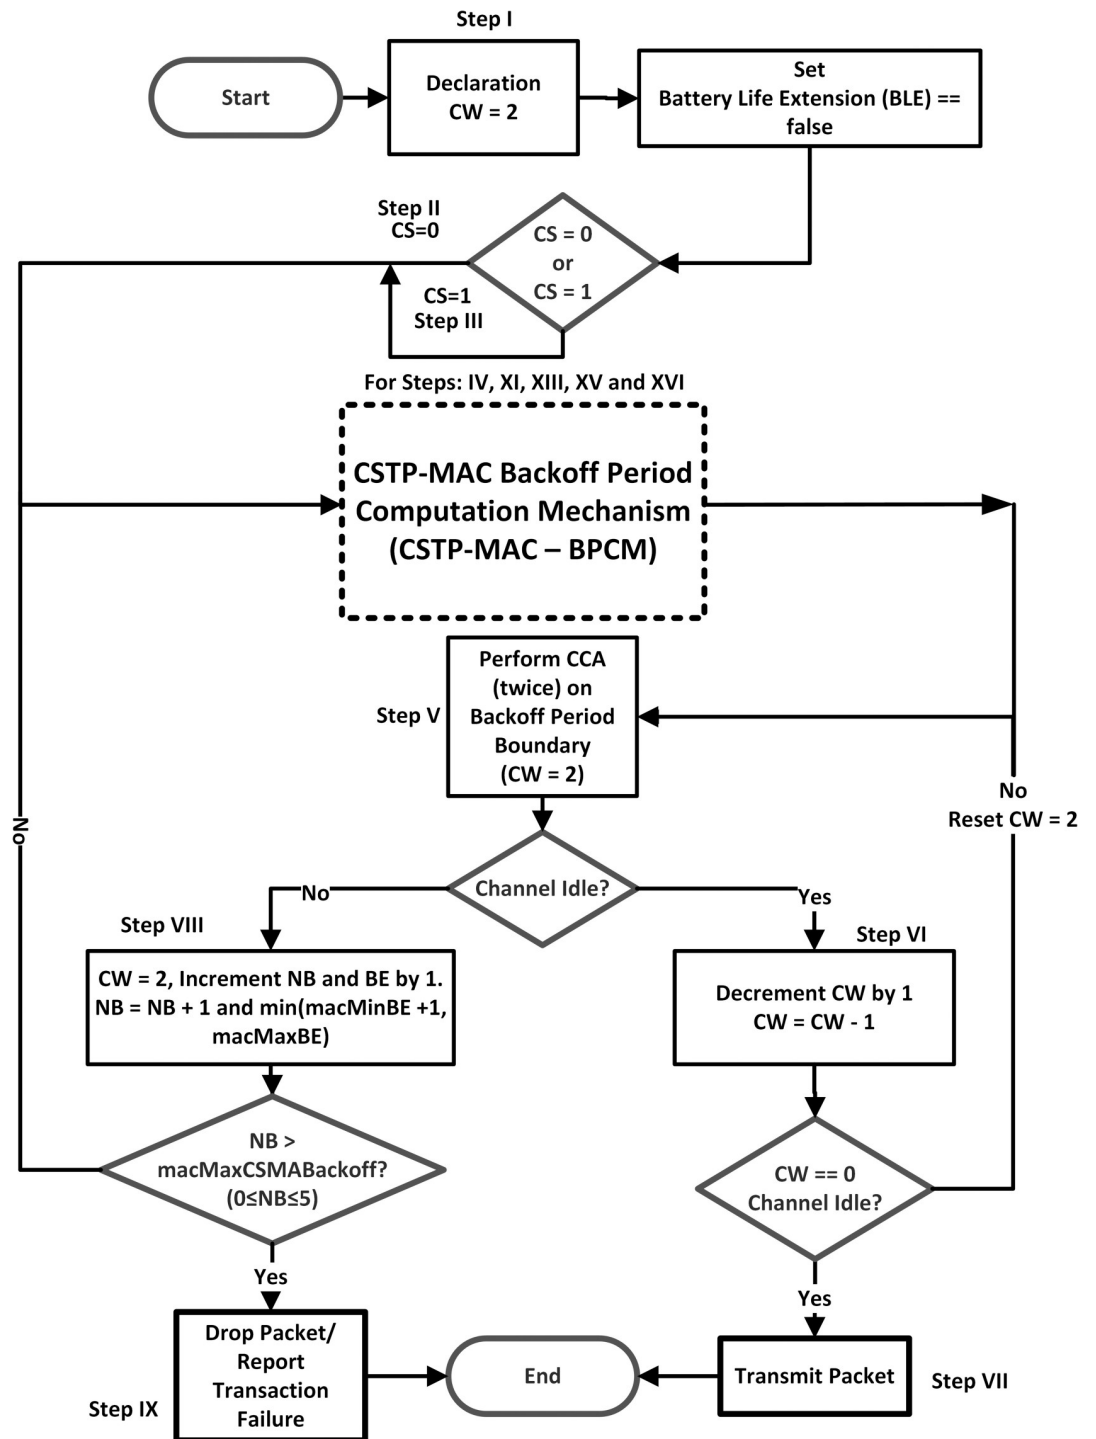 Step I
Start
Declaration
CW = 2
Set
Battery Life Extension (BLE) ==
false
Step II
CS=0
CS = 0
or
CS = 1
CS=1
Step III
For Steps: IV, XI, XIII, XV and XVI
CSTP-MAC Backoff Period
Computation Mechanism
(CSTP-MAC – BPCM)
Perform CCA
(twice) on
Backoff Period
Boundary
(CW = 2)
Step V
No
Reset CW = 2
No
Channel Idle?
No
Yes
Step VIII
Step VI
CW = 2, Increment NB and BE by 1.
NB = NB + 1 and min(macMinBE +1,
macMaxBE)
Decrement CW by 1
CW = CW - 1
NB >
macMaxCSMABackoff?
(0≤NB≤5)
CW == 0
Channel Idle?
Yes
Yes
Drop Packet/
Report
Transaction
Failure
Step IX
End
Transmit Packet
Step VII